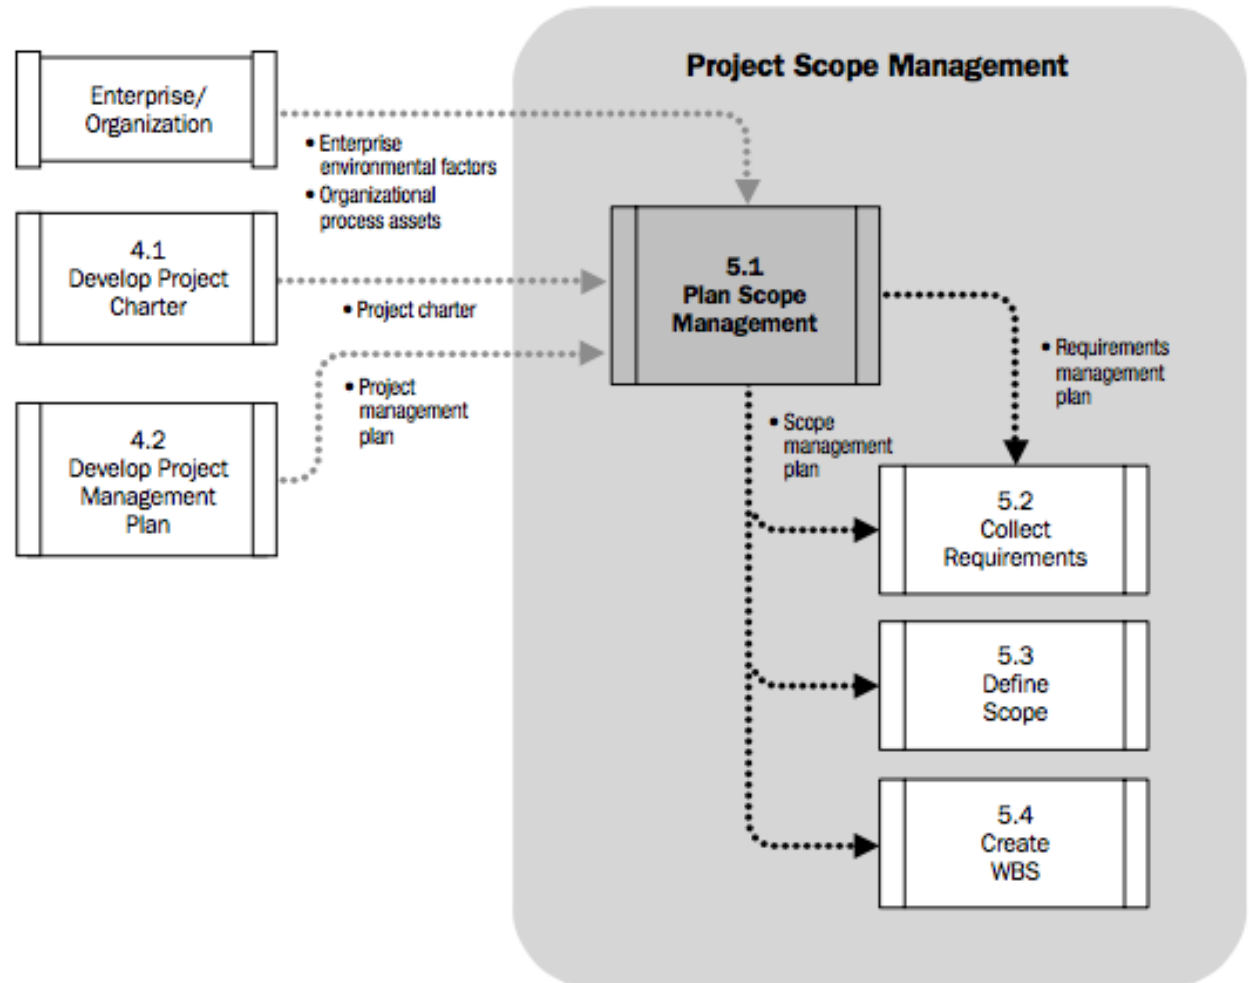 Project Scope Management
Enterprise/
Organization
• Enterprise
environmental factors
• Organizational
process assets
4.1
Develop Project
Charter
• Project charter
4.2
Develop Project
Management
Plan
• Project
management
plan
5.1
Plan Scope
Management
• Requirements
management
plan
• Scope
management
plan
5.2
Collect
Requirements
5.3
Define
Scope
5.4
Create
WBS